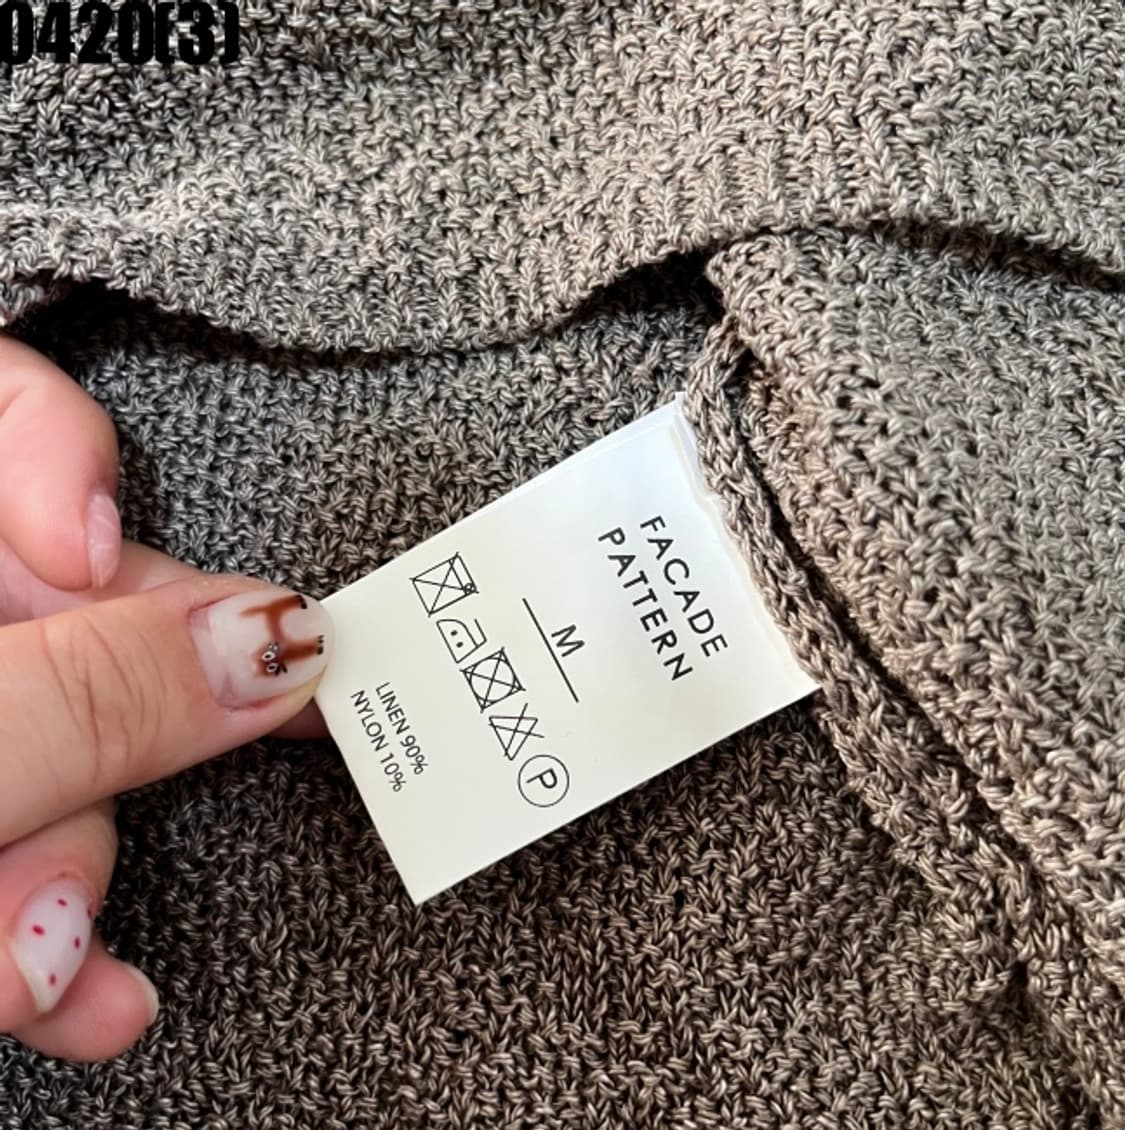 0420(3)
FACADE
PATTERN
M
P
LINEN 90%
NYLON 10%